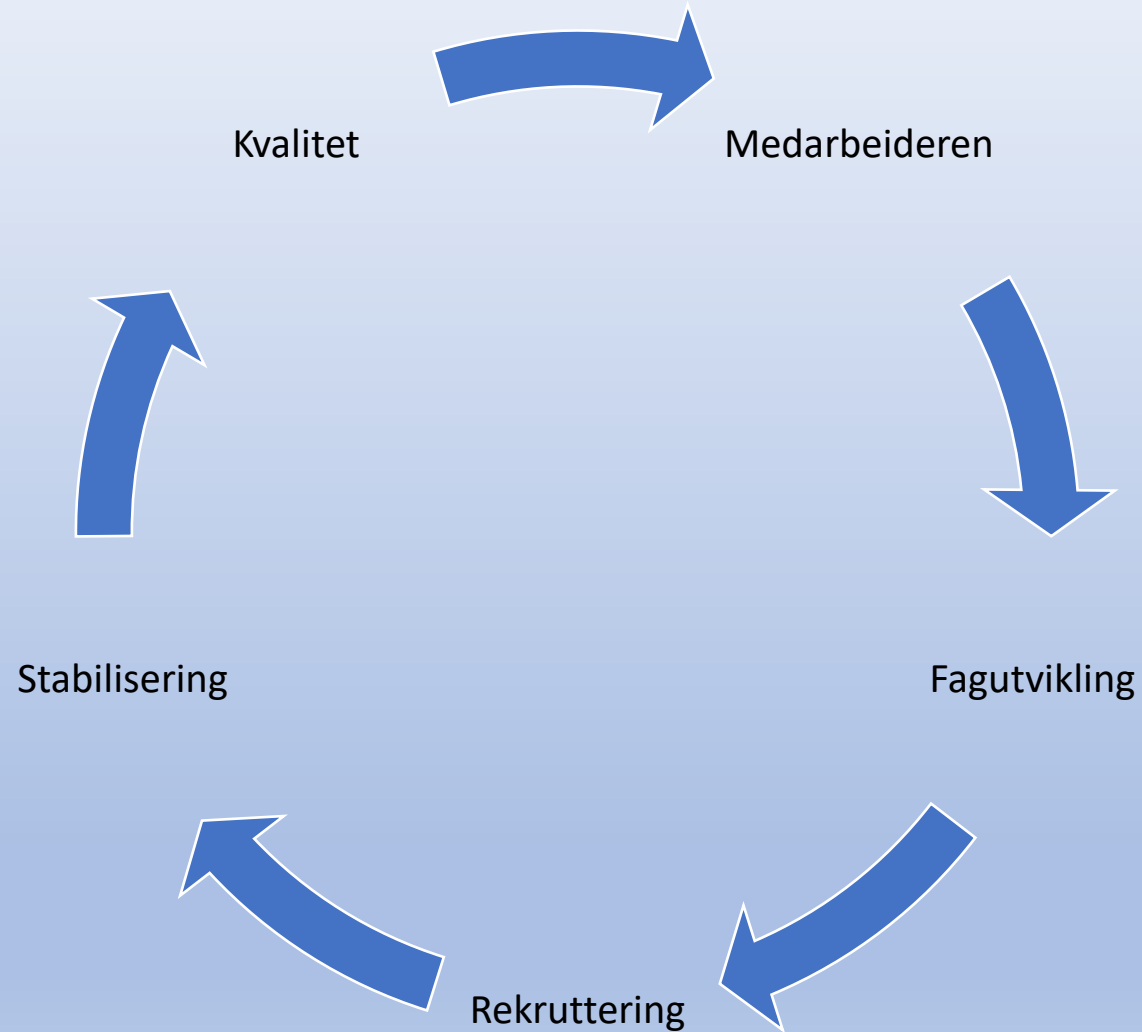 Kvalitet
Medarbeideren
Fagutvikling
Rekruttering
Stabilisering